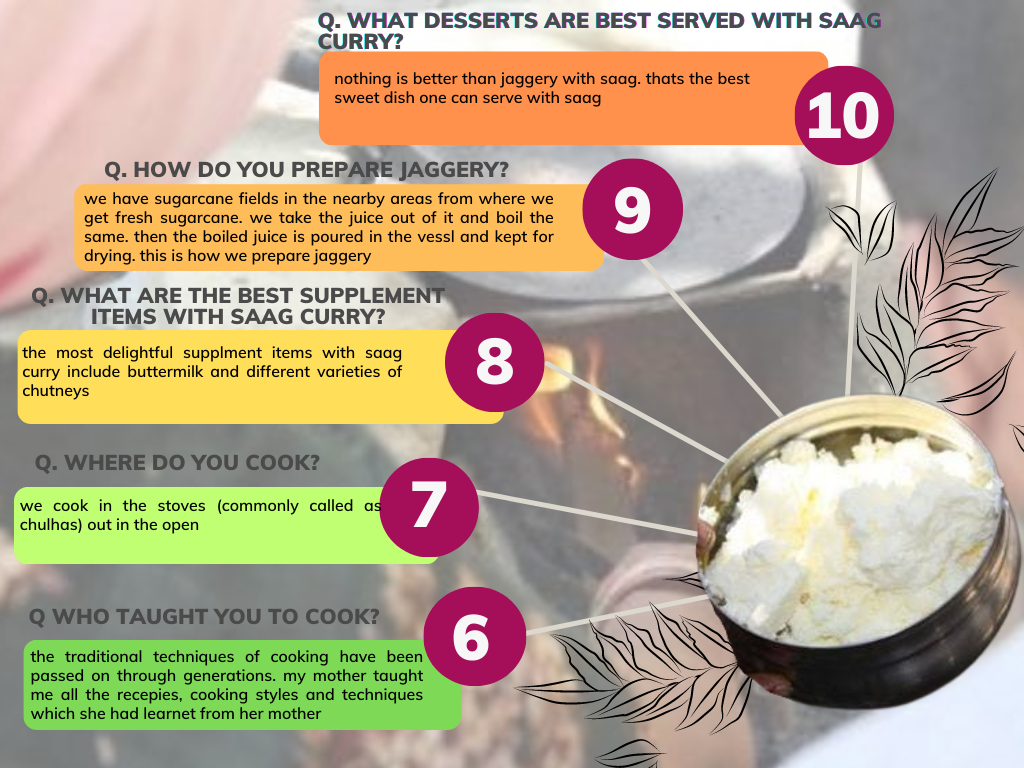 Q. WHAT DESSERTS ARE BEST SERVED WITH SAAG
CURRY?
nothing is better than jaggery with saag. thats the best
sweet dish one can serve with saag
10
Q. HOW DO YOU PREPARE JAGGERY?
we have sugarcane fields in the nearby areas from where we
get fresh sugarcane. we take the juice out of it and boil the
same. then the boiled juice is poured in the vessl and kept for
drying. this is how we prepare jaggery
9
Q. WHAT ARE THE BEST SUPPLEMENT
ITEMS WITH SAAG CURRY?
the most delightful supplment items with saag
curry include buttermilk and different varieties of
chutneys
8
Q. WHERE DO YOU COOK?
we cook in the stoves (commonly called as
chulhas) out in the open
7
Q WHO TAUGHT YOU TO COOK?
the traditional techniques of cooking have been
passed on through generations. my mother taught
me all the recepies, cooking styles and techniques
which she had learnet from her mother
6